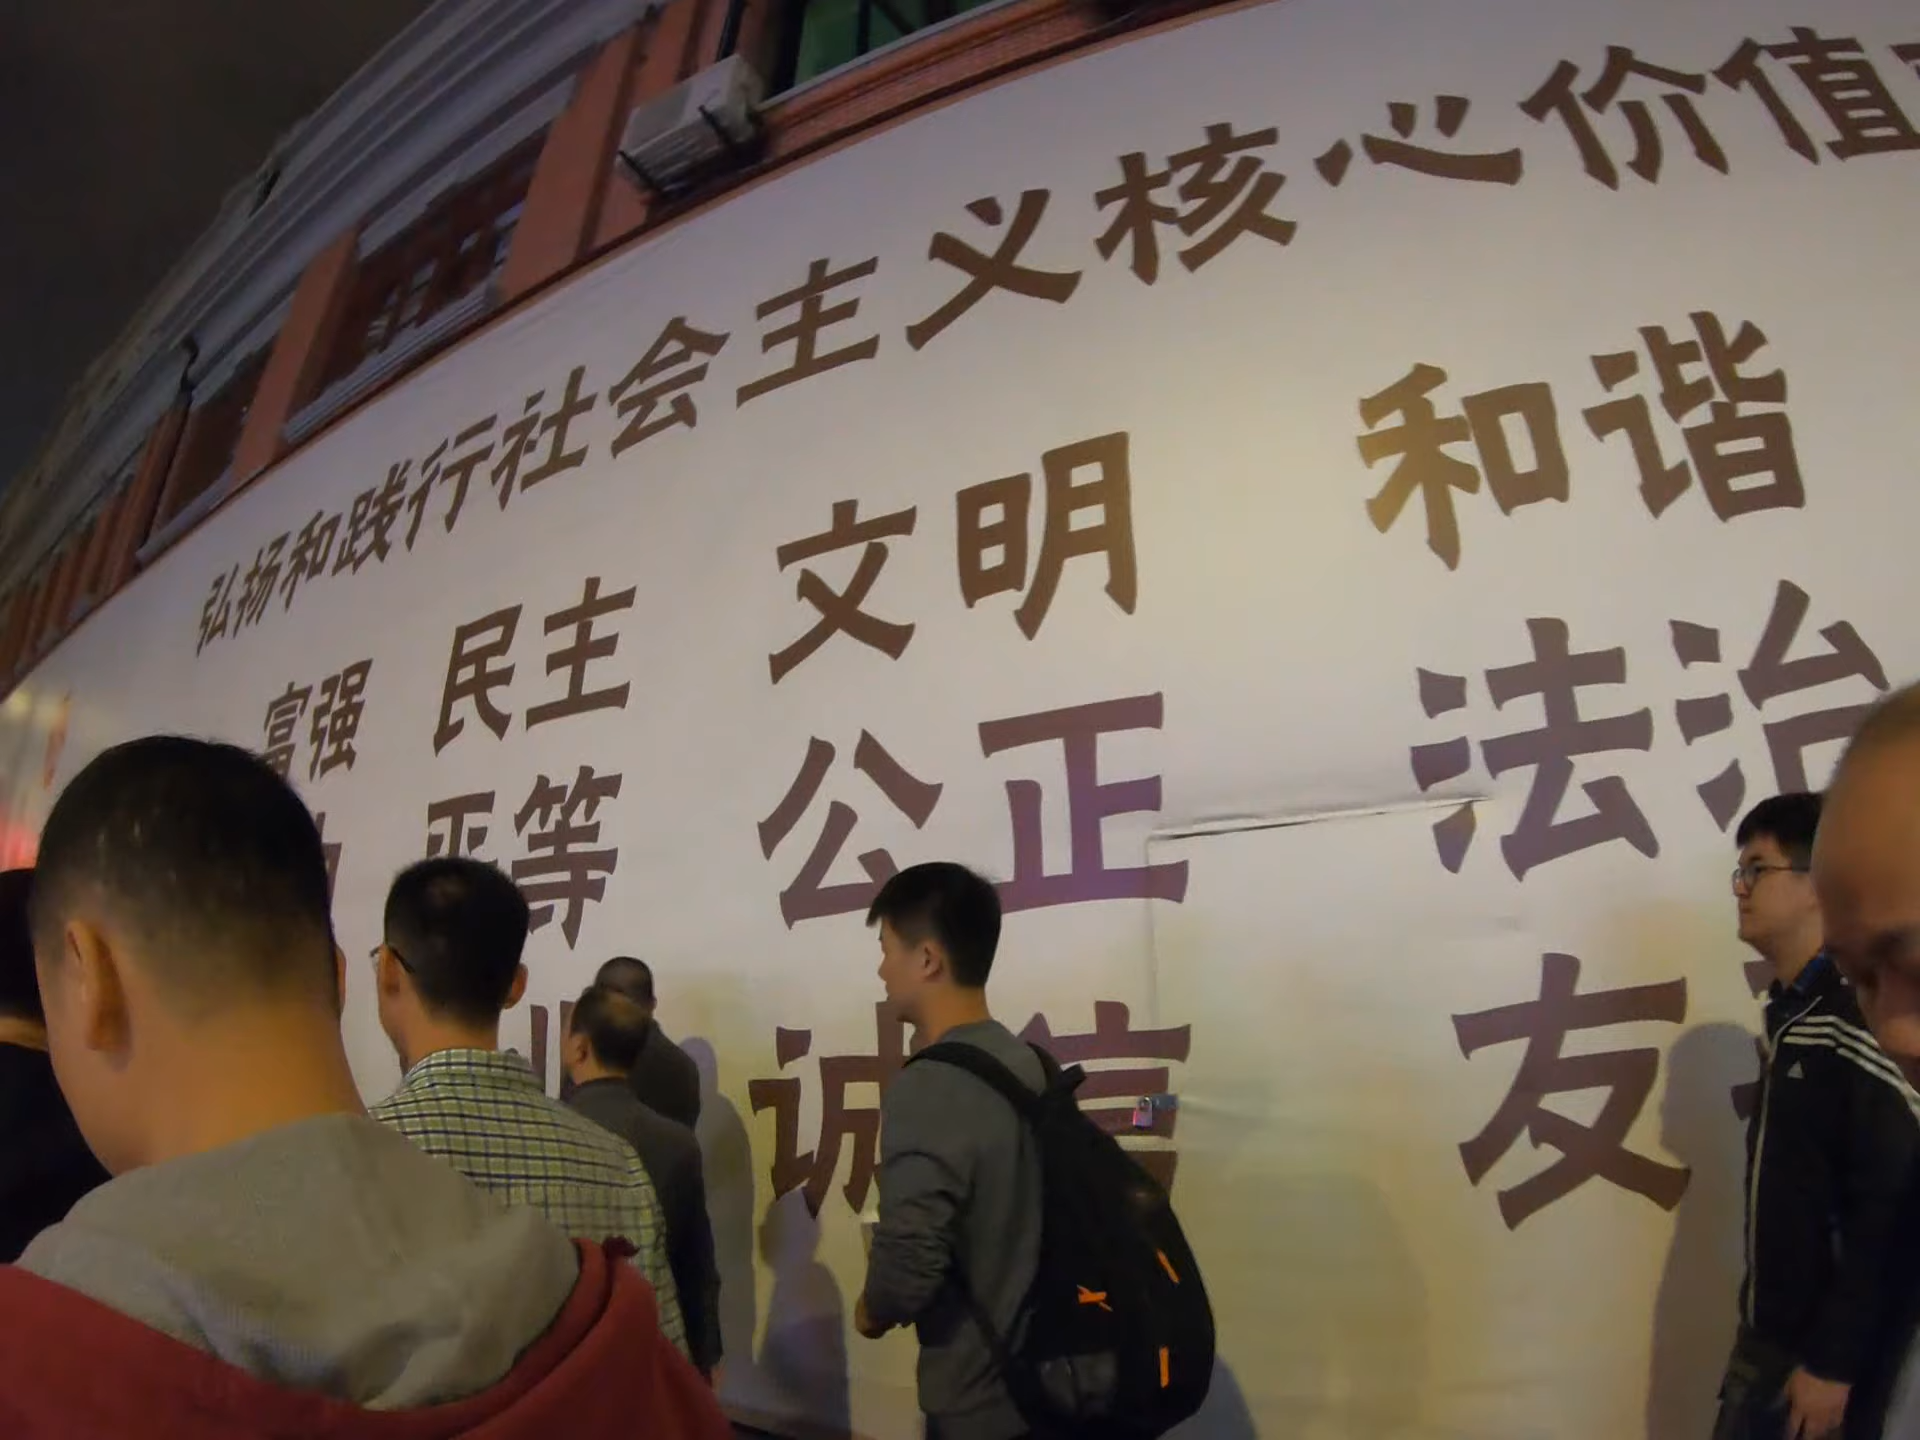 弘扬和践行社会主义核心价值
富强 民主 文明 和谐
平等 公正 法治
诚信 友